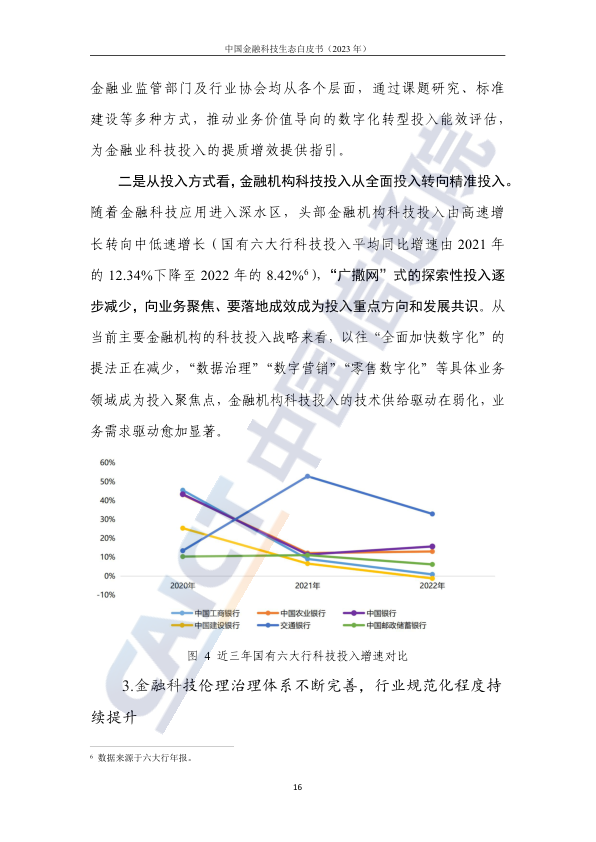 中国金融科技生态白皮书（2023 年）
金融业监管部门及行业协会均从各个层面，通过课题研究、标准
建设等多种方式，推动业务价值导向的数字化转型投入能效评估，
为金融业科技投入的提质增效提供指引。
二是从投入方式看，金融机构科技投入从全面投入转向精准投入。
随着金融科技应用进入深水区，头部金融机构科技投入由高速增
长转向中低速增长（国有六大行科技投入平均同比增速由 2021 年
的 12.34%下降至 2022 年的 8.42%⁶），“广撒网”式的探索性投入逐
步减少，向业务聚焦、要落地成效成为投入重点方向和发展共识。从
当前主要金融机构的科技投入战略来看，以往“全面加快数字化”的
提法正在减少，“数据治理”“数字营销”“零售数字化”等具体业务
领域成为投入聚焦点，金融机构科技投入的技术供给驱动在弱化，业
务需求驱动愈加显著。
60%
50%
40%
30%
20%
10%
0%
-10%
2020年 2021年 2022年
中国工商银行 中国农业银行 中国银行
中国建设银行 交通银行 中国邮政储蓄银行
图 4 近三年国有六大行科技投入增速对比
3.金融科技伦理治理体系不断完善，行业规范化程度持
续提升
⁶ 数据来源于六大行年报。
16
CAICT 中国信通院